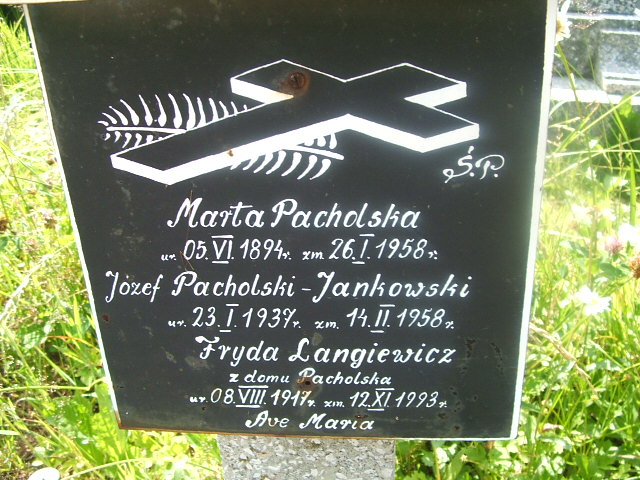 Ś.P.
Marta Pacholska
ur. 05.VI.1894r. zm. 26.I.1958r.
Józef Pacholski-Jankowski
ur. 23.I.1937r. zm. 14.II.1958r.
Fryda Langiewicz
z domu Pacholska
ur. 08.VIII.1917r. zm. 12.XI.1993r.
Ave Maria